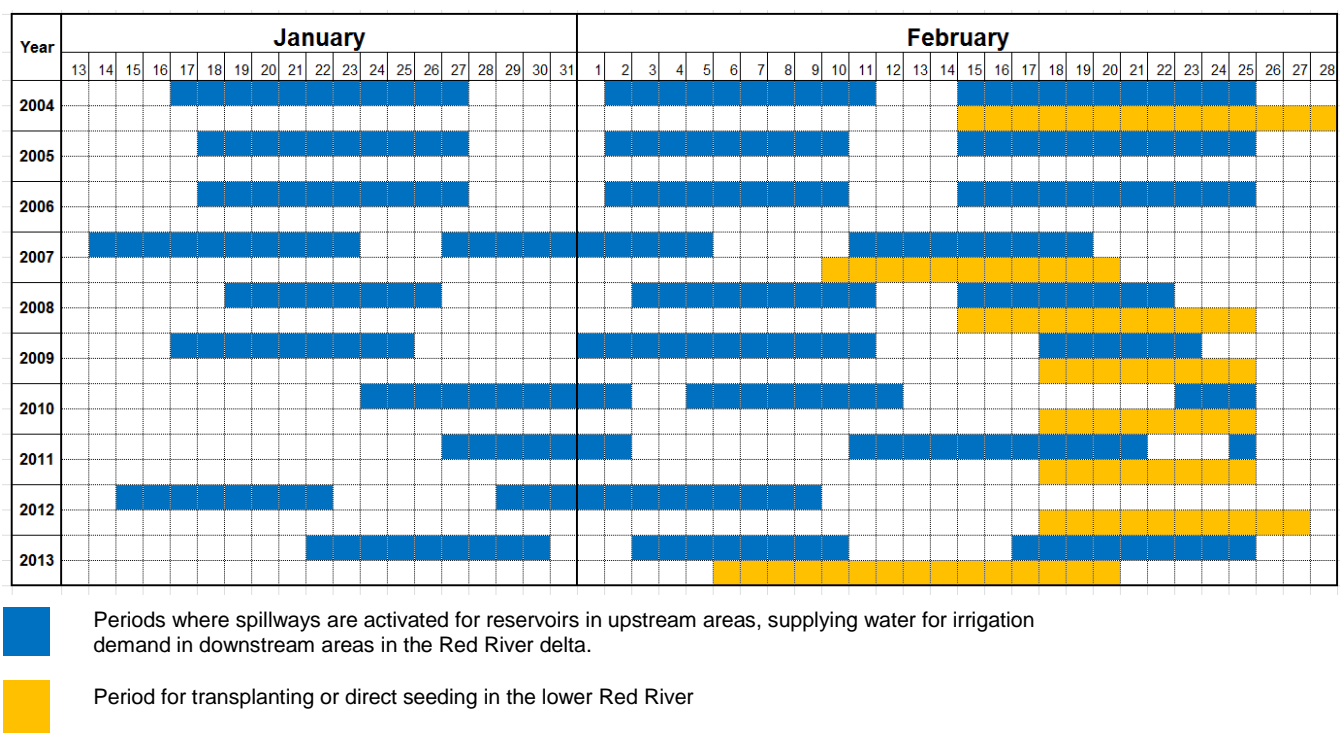 January February
Year
13 14 15 16 17 18 19 20 21 22 23 24 25 26 27 28 29 30 31 1 2 3 4 5 6 7 8 9 10 11 12 13 14 15 16 17 18 19 20 21 22 23 24 25 26 27 28
2004
2005
2006
2007
2008
2009
2010
2011
2012
2013
Periods where spillways are activated for reservoirs in upstream areas, supplying water for irrigation
demand in downstream areas in the Red River delta.
Period for transplanting or direct seeding in the lower Red River